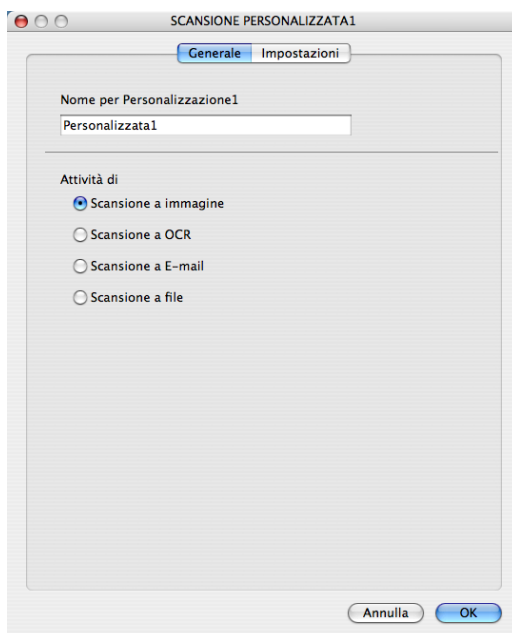 SCANSIONE PERSONALIZZATA1
Generale Impostazioni
Nome per Personalizzazione1
Personalizzata1
Attività di
Scansione a immagine
Scansione a OCR
Scansione a E-mail
Scansione a file
Annulla OK